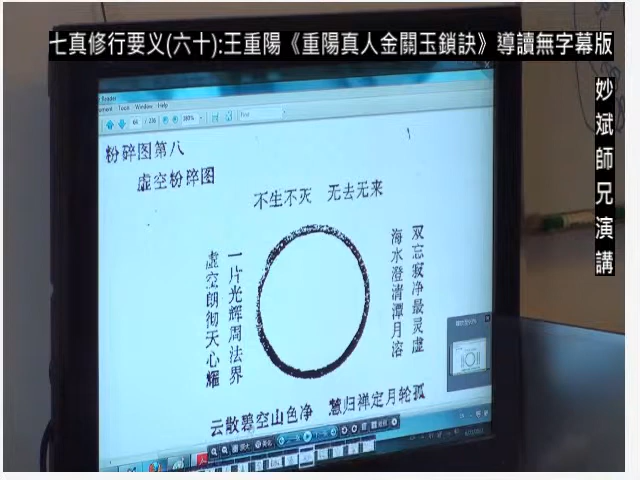 七真修行要义(六十):王重陽《重陽真人金關玉鎖訣》導讀無字幕版
妙斌師兄演講
Reader
Tools Window Help
粉碎图第八
虚空粉碎图
不生不灭 无去无来
双忘寂净最灵虚
海水澄清潭月溶
一片光辉周法界
虚空朗彻天心耀
云散碧空山色净 慧归禅定月轮孤